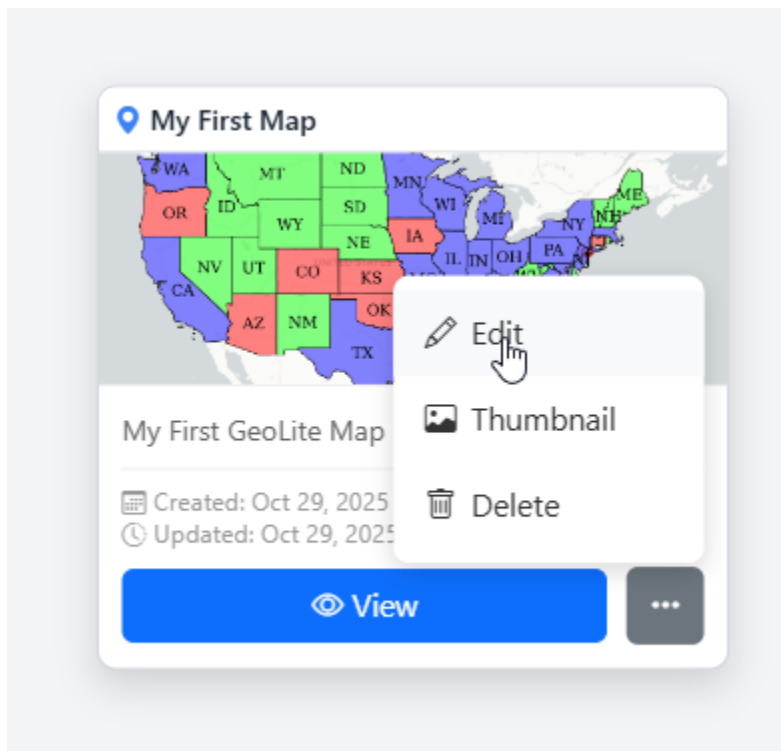 My First Map
WA MT ND MN ME
OR ID SD WI MI NY NH
WY NE IA
NV UT CO KS IL IN OH PA
CA
AZ NM OK
TX
Edit
Thumbnail
Delete
My First GeoLite Map
Created: Oct 29, 2025
Updated: Oct 29, 2025
View